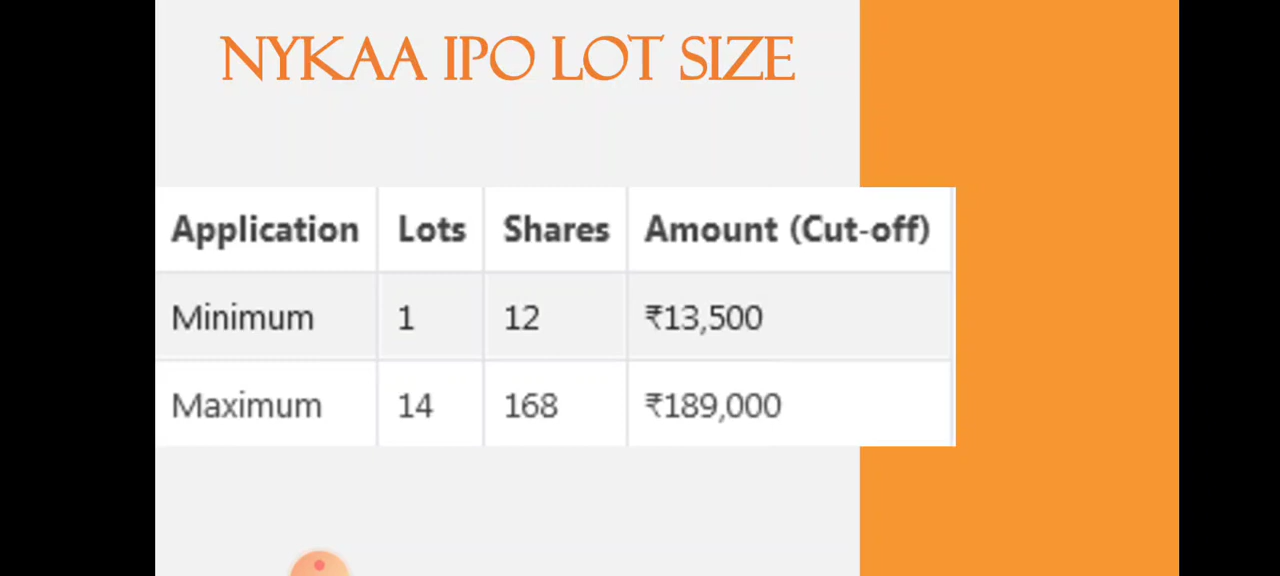 NYKAA IPO LOT SIZE
Application Lots Shares Amount (Cut-off)
Minimum 1 12 ₹13,500
Maximum 14 168 ₹189,000